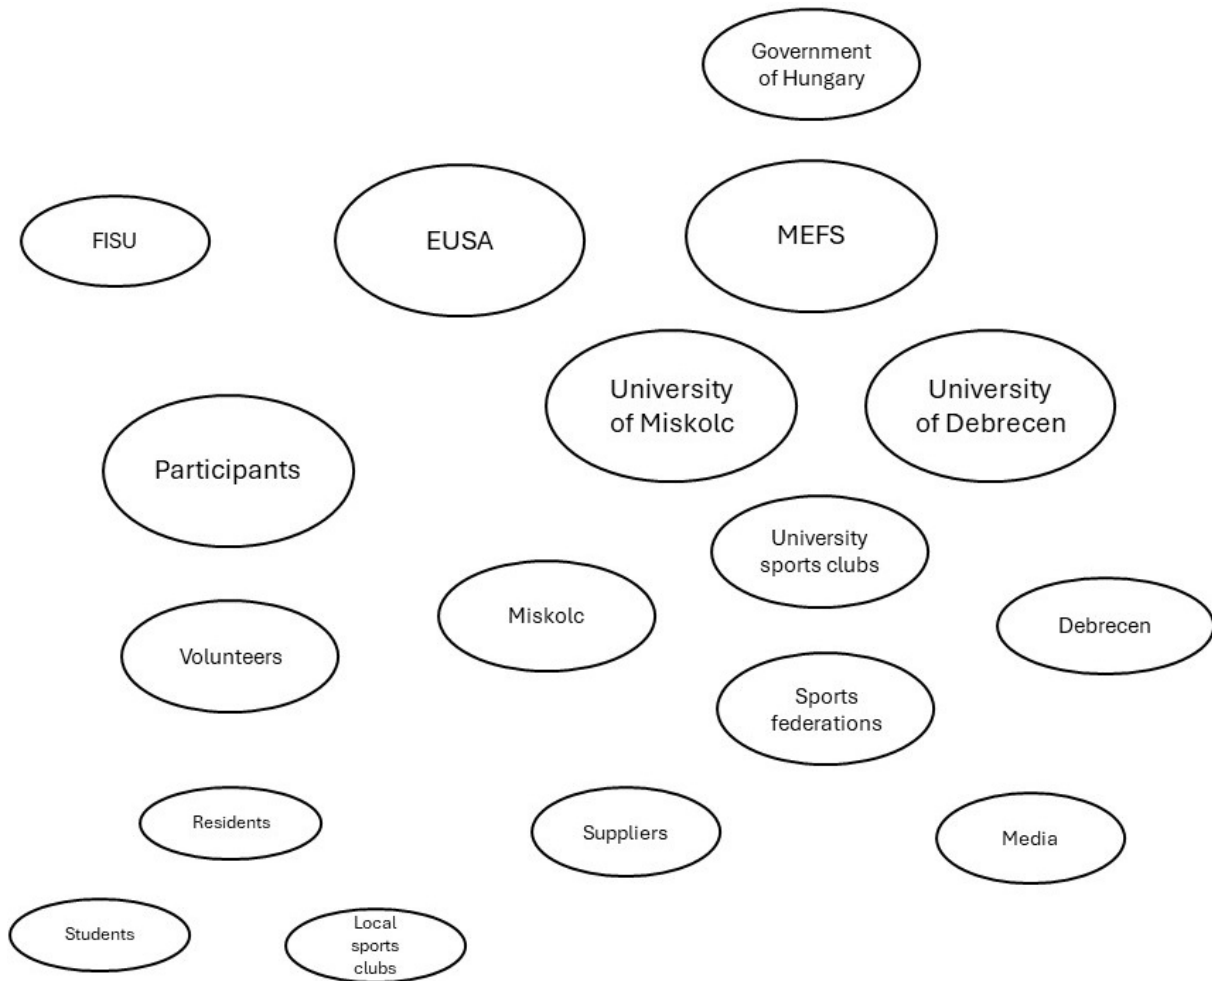 Government
of Hungary
FISU
EUSA
MEFS
University
of Miskolc
University
of Debrecen
Participants
University
sports clubs
Miskolc
Debrecen
Volunteers
Sports
federations
Residents
Suppliers
Media
Students
Local
sports
clubs